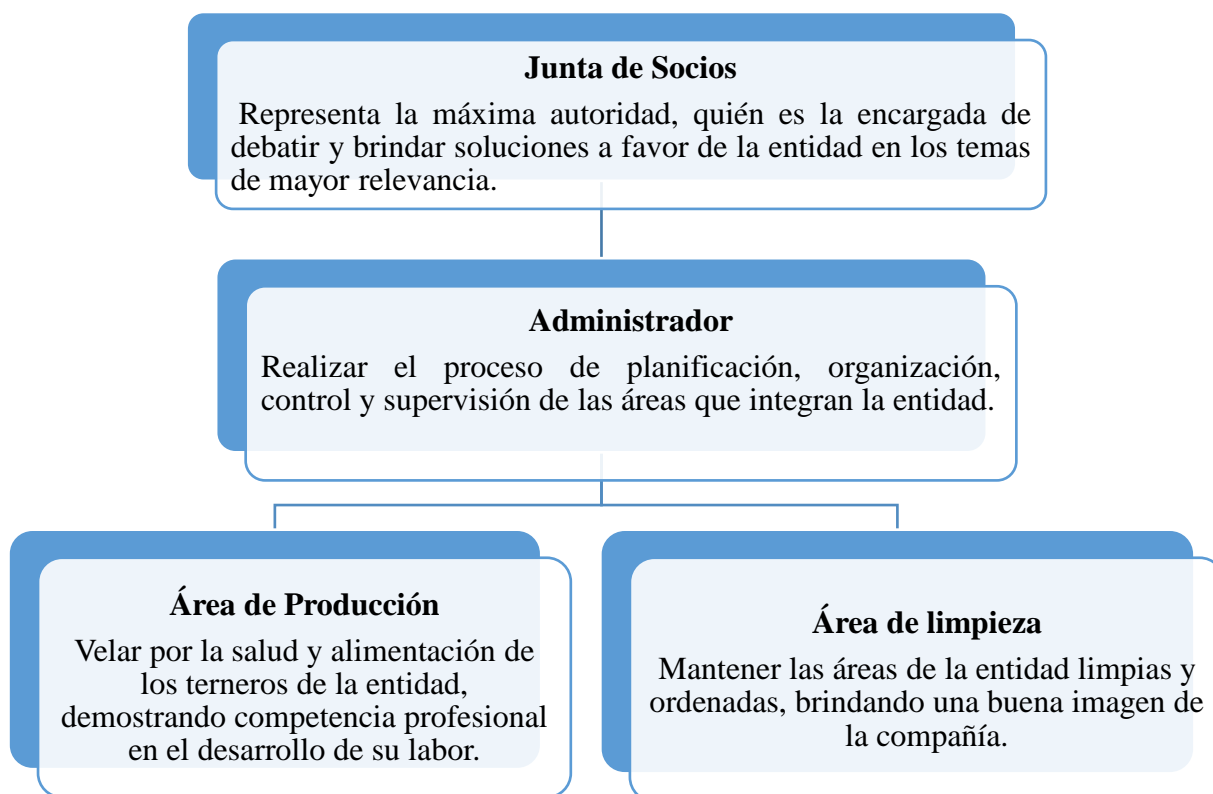 Junta de Socios
Representa la máxima autoridad, quién es la encargada de
debatir y brindar soluciones a favor de la entidad en los temas
de mayor relevancia.
Administrador
Realizar el proceso de planificación, organización,
control y supervisión de las áreas que integran la entidad.
Área de Producción
Velar por la salud y alimentación de
los terneros de la entidad,
demostrando competencia profesional
en el desarrollo de su labor.
Área de limpieza
Mantener las áreas de la entidad limpias y
ordenadas, brindando una buena imagen de
la compañía.